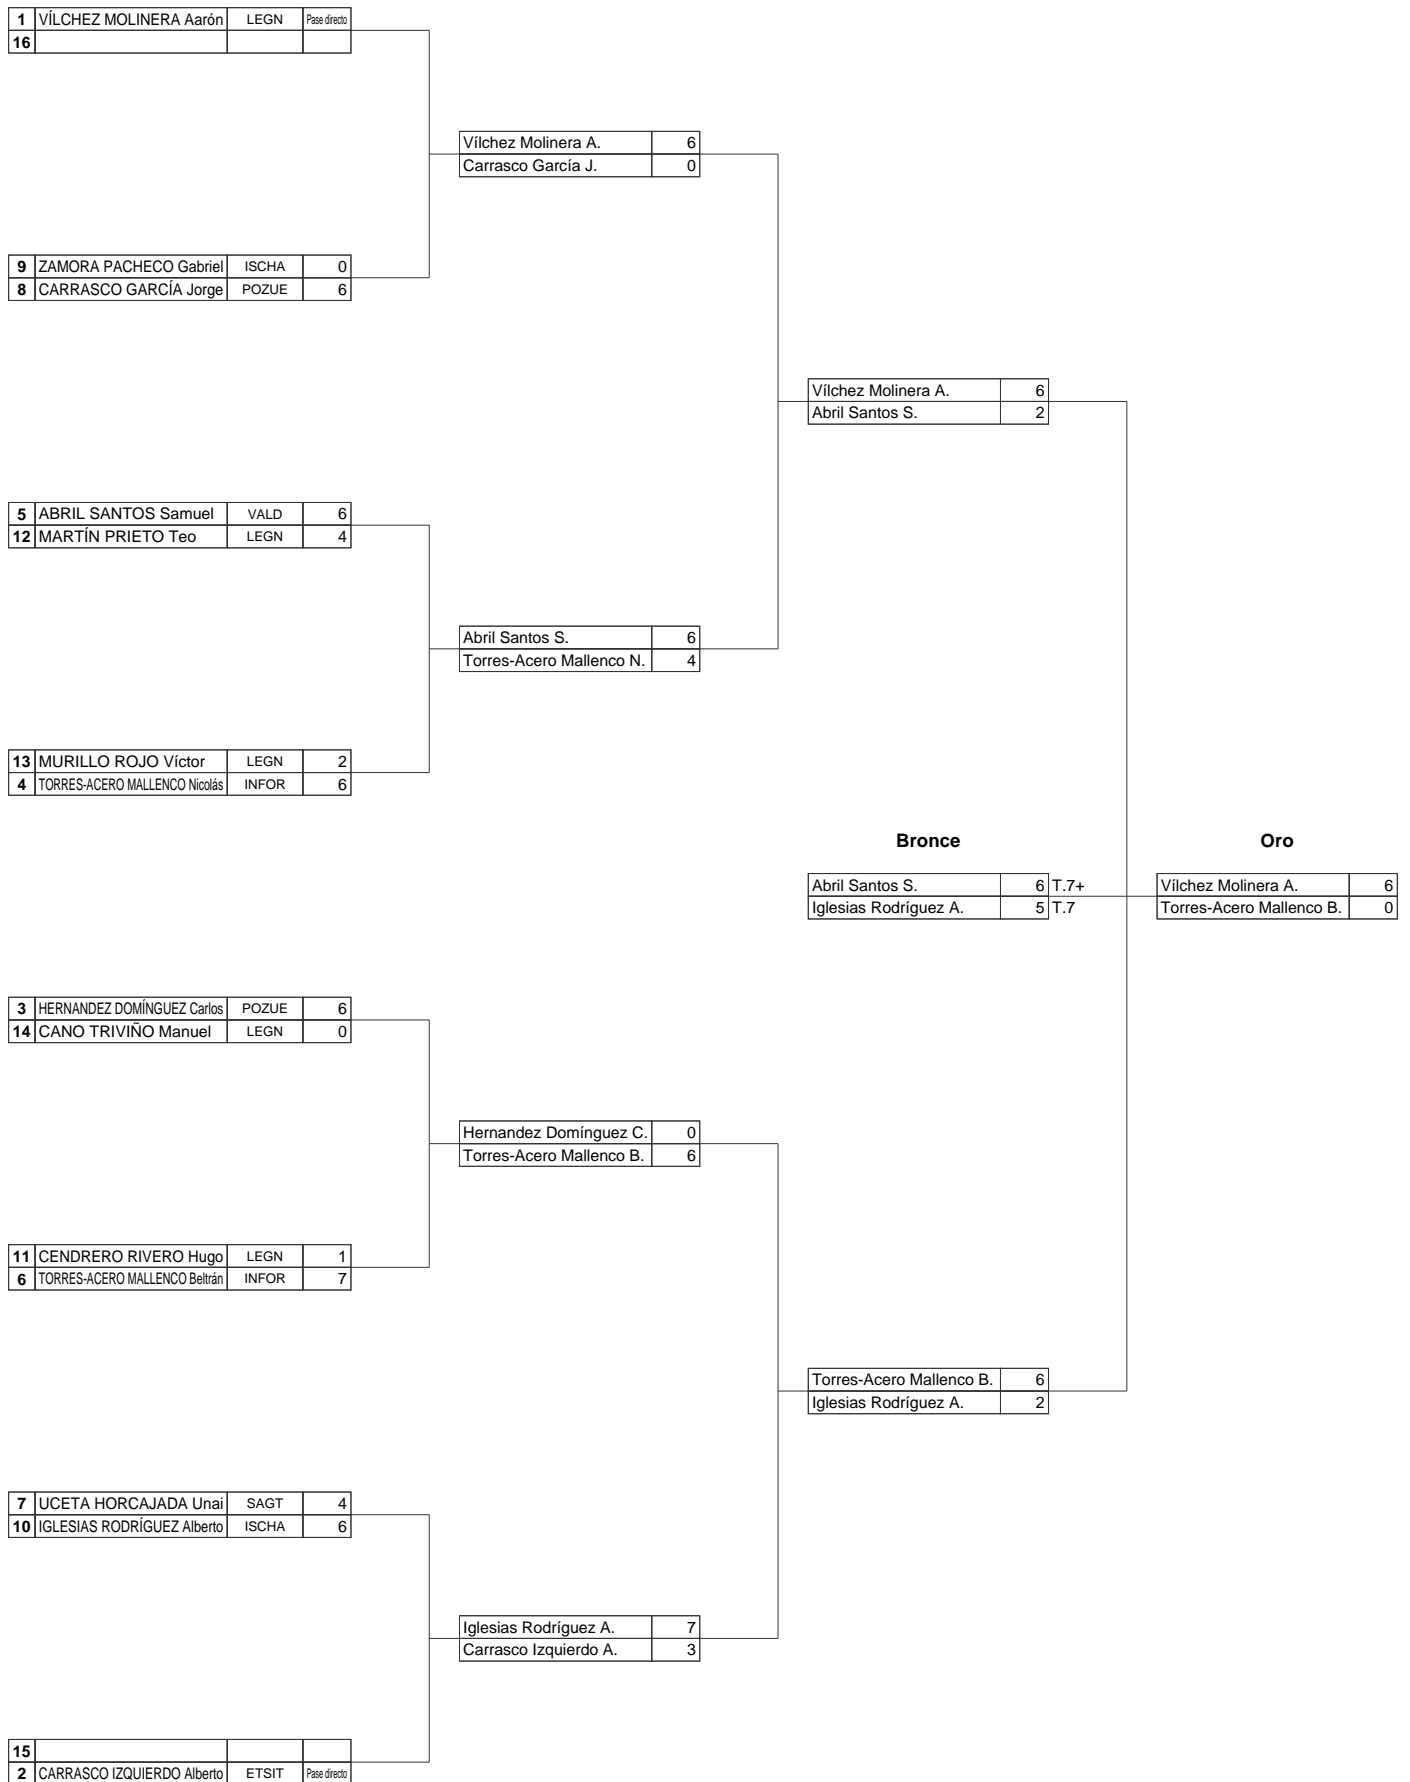 1 VÍLCHEZ MOLINERA Aarón LEGN Pase directo
16
Vílchez Molinera A. 6
Carrasco García J. 0
9 ZAMORA PACHECO Gabriel ISCHA 0
8 CARRASCO GARCÍA Jorge POZUE 6
Vílchez Molinera A. 6
Abril Santos S. 2
5 ABRIL SANTOS Samuel VALD 6
12 MARTÍN PRIETO Teo LEGN 4
Abril Santos S. 6
Torres-Acero Mallenco N. 4
13 MURILLO ROJO Víctor LEGN 2
4 TORRES-ACERO MALLENCO Nicolás INFOR 6
Bronce Oro
Abril Santos S. 6 T.7+ Vílchez Molinera A. 6
Iglesias Rodríguez A. 5 T.7 Torres-Acero Mallenco B. 0
3 HERNANDEZ DOMÍNGUEZ Carlos POZUE 6
14 CANO TRIVIÑO Manuel LEGN 0
Hernandez Domínguez C. 0
Torres-Acero Mallenco B. 6
11 CENDRERO RIVERO Hugo LEGN 1
6 TORRES-ACERO MALLENCO Beltrán INFOR 7
Torres-Acero Mallenco B. 6
Iglesias Rodríguez A. 2
7 UCETA HORCAJADA Unai SAGT 4
10 IGLESIAS RODRÍGUEZ Alberto ISCHA 6
Iglesias Rodríguez A. 7
Carrasco Izquierdo A. 3
15
2 CARRASCO IZQUIERDO Alberto ETSIT Pase directo